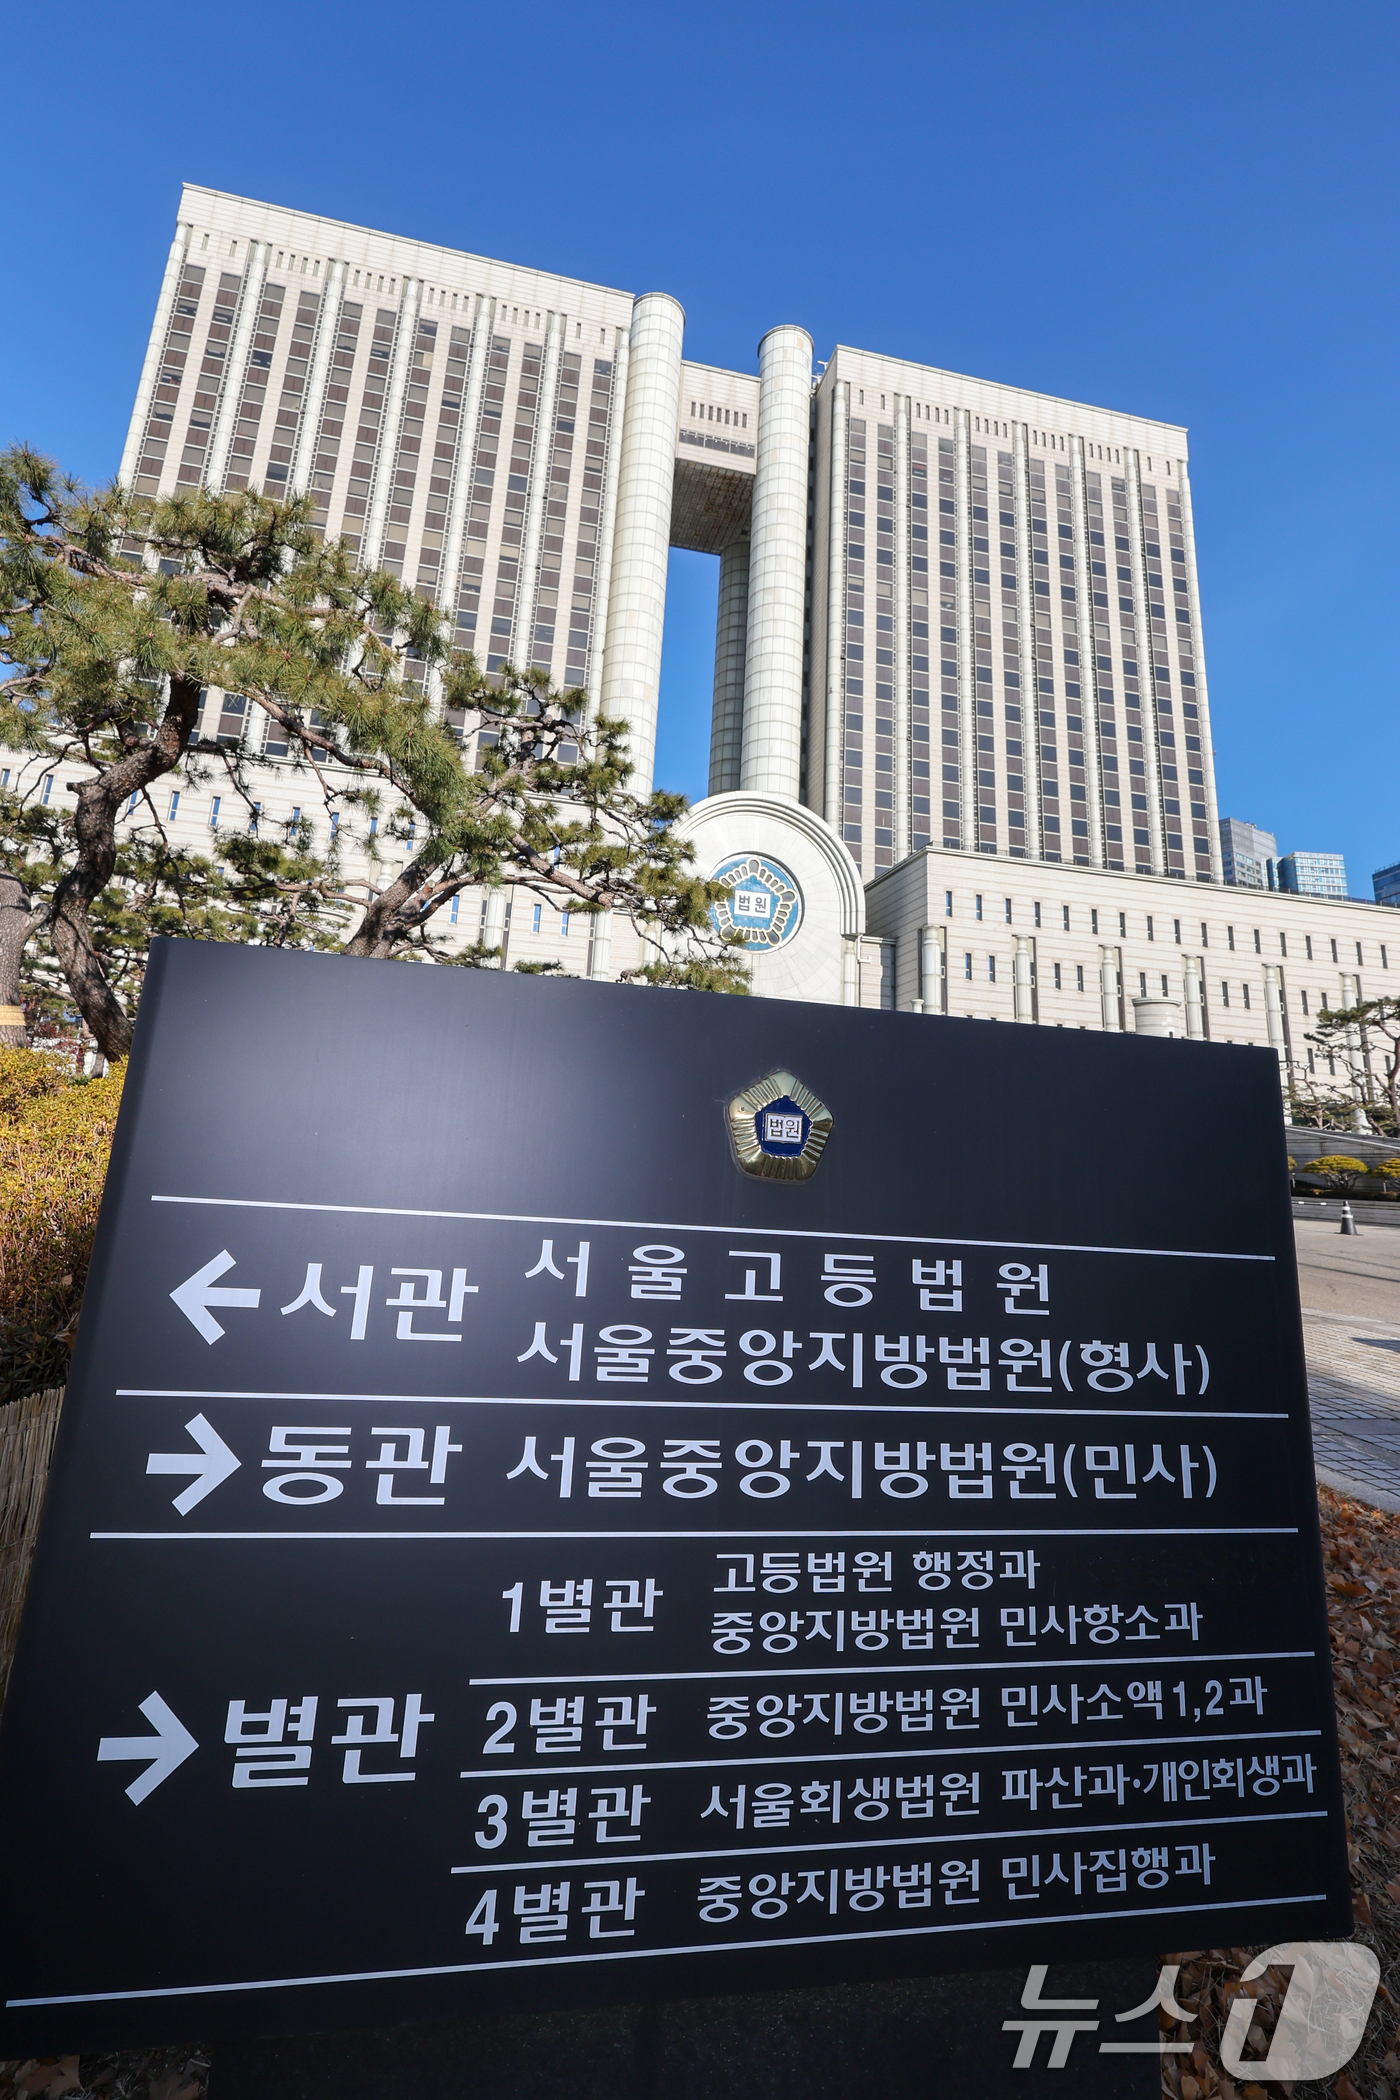 법원
법원
← 서관 서울고등법원
서울중앙지방법원(형사)
→ 동관 서울중앙지방법원(민사)
→ 별관
1별관 고등법원 행정과
중앙지방법원 민사항소과
2별관 중앙지방법원 민사소액1,2과
3별관 서울회생법원 파산과·개인회생과
4별관 중앙지방법원 민사집행과
뉴스1